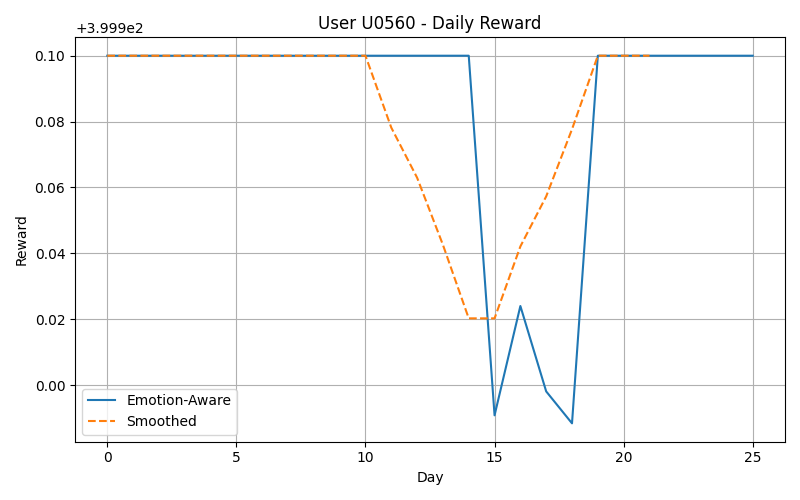 User U0560 - Daily Reward
+3.999e2
0.10
0.08
0.06
0.04
0.02
0.00
Reward
Emotion-Aware
Smoothed
0 5 10 15 20 25
Day